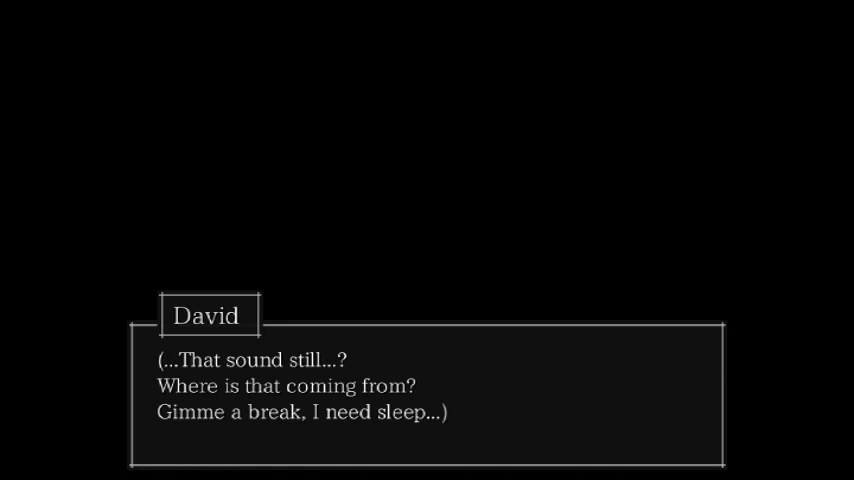 David
(...That sound still...?
Where is that coming from?
Gimme a break, I need sleep...)